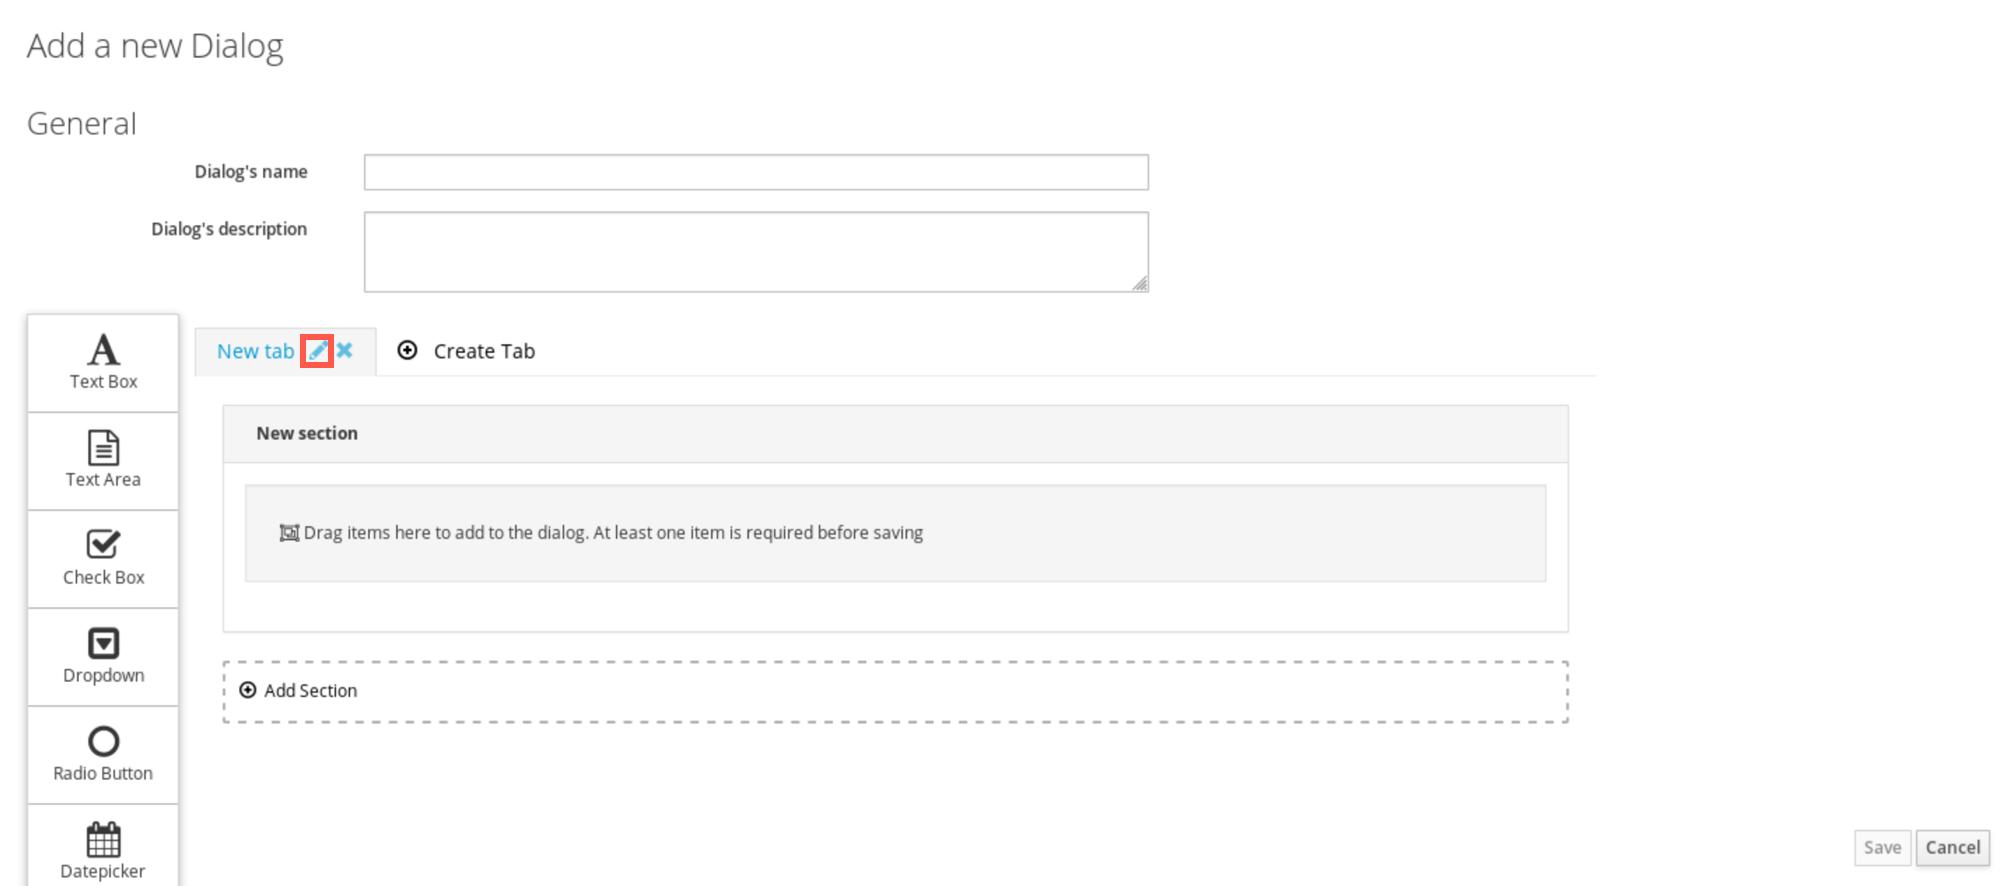 Add a new Dialog
General
Dialog's name
Dialog's description
Text Box
Text Area
Check Box
Dropdown
Radio Button
Datepicker
New tab
Create Tab
New section
Drag items here to add to the dialog. At least one item is required before saving
Add Section
Save
Cancel